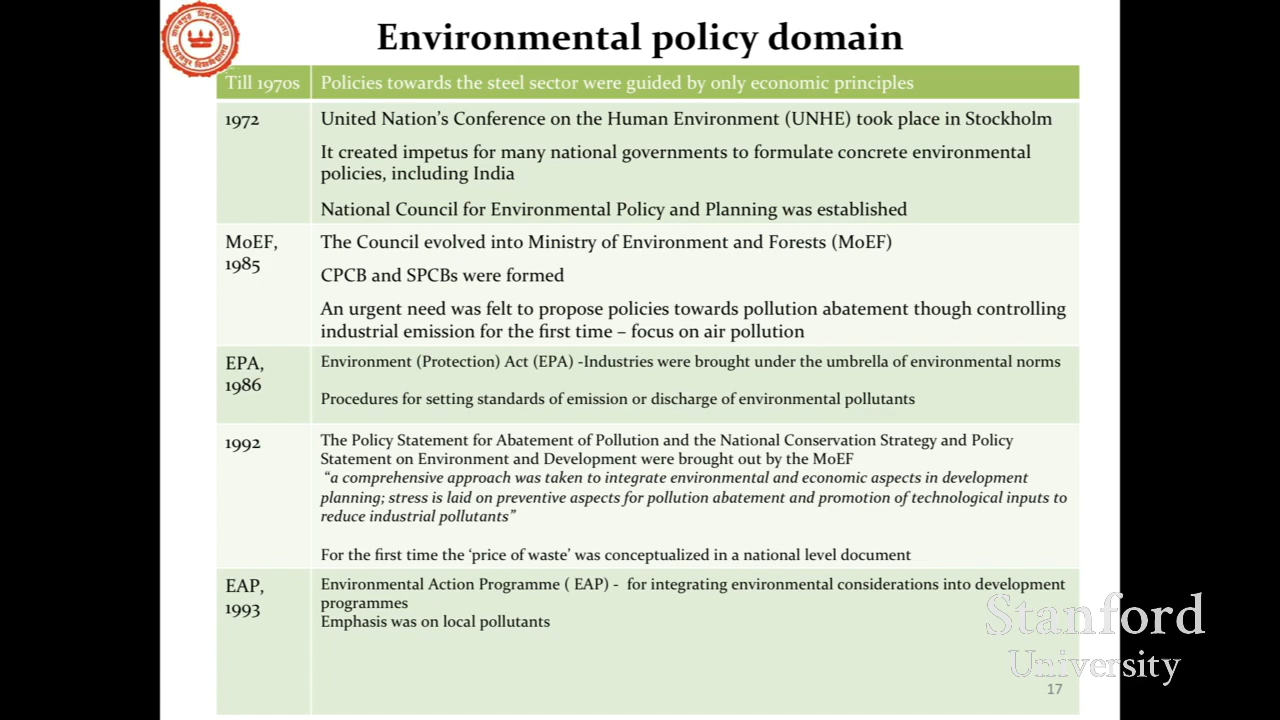 Environmental policy domain
Till 1970s
Policies towards the steel sector were guided by only economic principles
1972
United Nation's Conference on the Human Environment (UNHE) took place in Stockholm
It created impetus for many national governments to formulate concrete environmental
policies, including India
National Council for Environmental Policy and Planning was established
MoEF,
1985
The Council evolved into Ministry of Environment and Forests (MoEF)
CPCB and SPCBs were formed
An urgent need was felt to propose policies towards pollution abatement though controlling
industrial emission for the first time – focus on air pollution
EPA,
1986
Environment (Protection) Act (EPA) -Industries were brought under the umbrella of environmental norms
Procedures for setting standards of emission or discharge of environmental pollutants
1992
The Policy Statement for Abatement of Pollution and the National Conservation Strategy and Policy
Statement on Environment and Development were brought out by the MoEF
“a comprehensive approach was taken to integrate environmental and economic aspects in development
planning; stress is laid on preventive aspects for pollution abatement and promotion of technological inputs to
reduce industrial pollutants”
For the first time the ‘price of waste’ was conceptualized in a national level document
EAP,
1993
Environmental Action Programme ( EAP) - for integrating environmental considerations into development
programmes
Emphasis was on local pollutants
Stanford
University
17